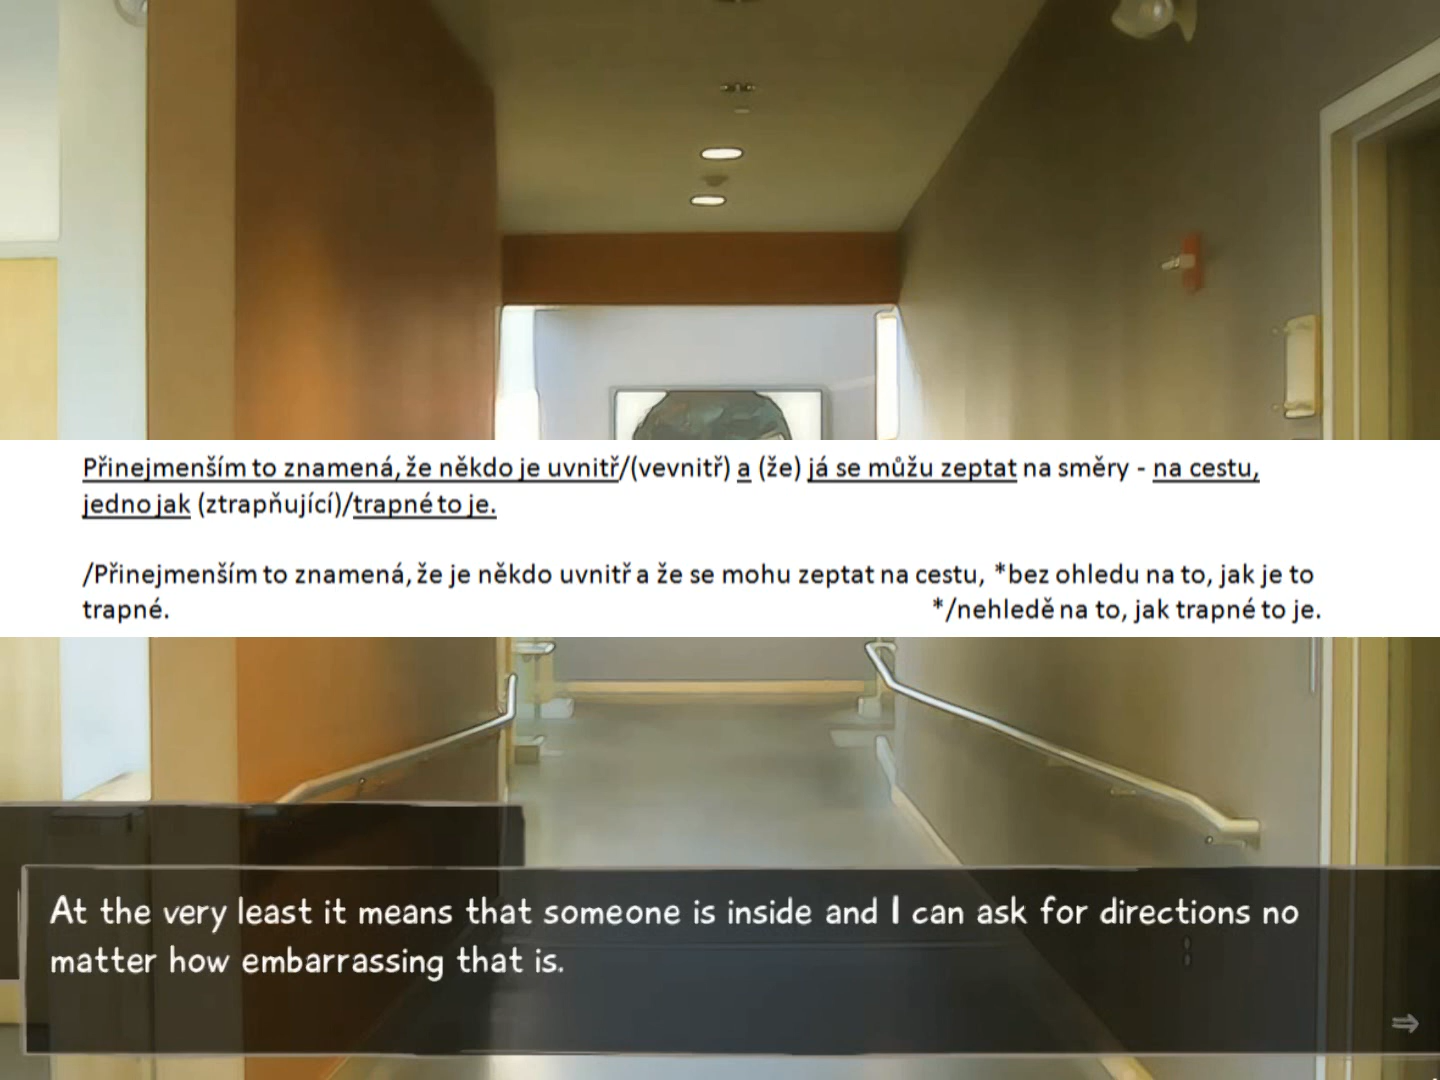 Přinejmenším to znamená, že někdo je uvnitř/(vevnitř) a (že) já se můžu zeptat na směry - na cestu,
jedno jak (ztrapňující)/trapné to je.
/Přinejmenším to znamená, že je někdo uvnitř a že se mohu zeptat na cestu, *bez ohledu na to, jak je to
trapné. */nehledě na to, jak trapné to je.
At the very least it means that someone is inside and I can ask for directions no
matter how embarrassing that is.